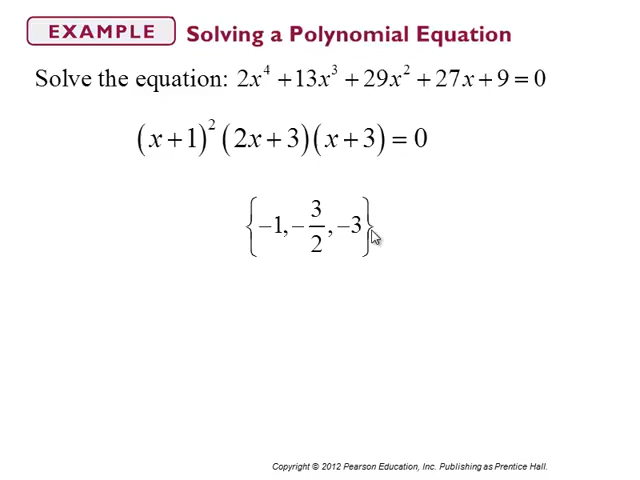 EXAMPLE Solving a Polynomial Equation
Solve the equation: 2x⁴ + 13x³ + 29x² + 27x + 9 = 0
(x + 1)² (2x + 3)(x + 3) = 0
{−1, −3/2, −3}
Copyright © 2012 Pearson Education, Inc. Publishing as Prentice Hall.